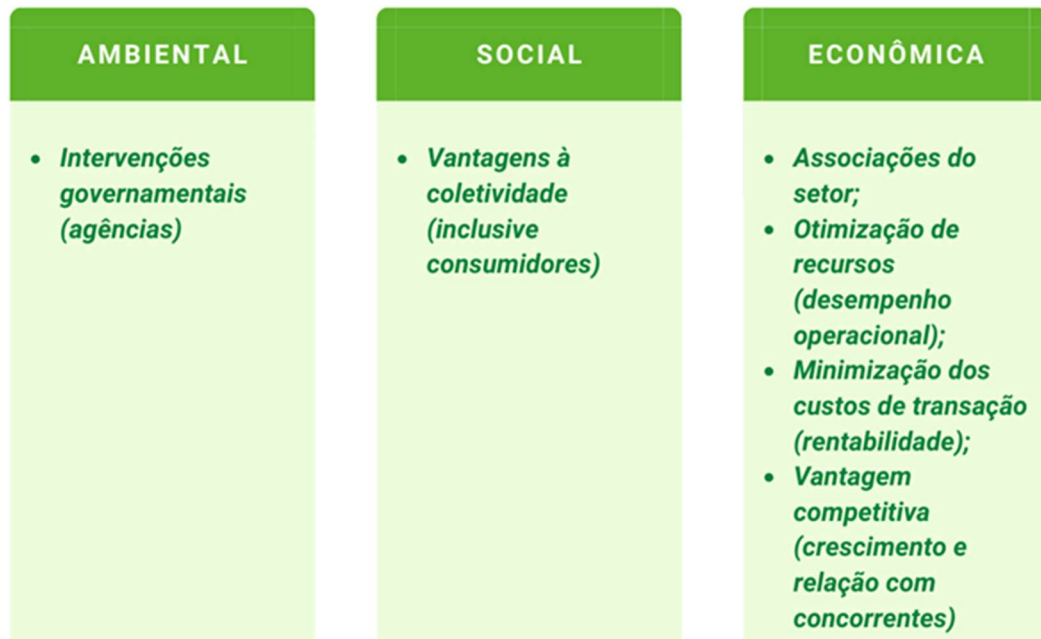 AMBIENTAL
• Intervenções
governamentais
(agências)
SOCIAL
• Vantagens à
coletividade
(inclusive
consumidores)
ECONÔMICA
• Associações do
setor;
• Otimização de
recursos
(desempenho
operacional);
• Minimização dos
custos de transação
(rentabilidade);
• Vantagem
competitiva
(crescimento e
relação com
concorrentes)